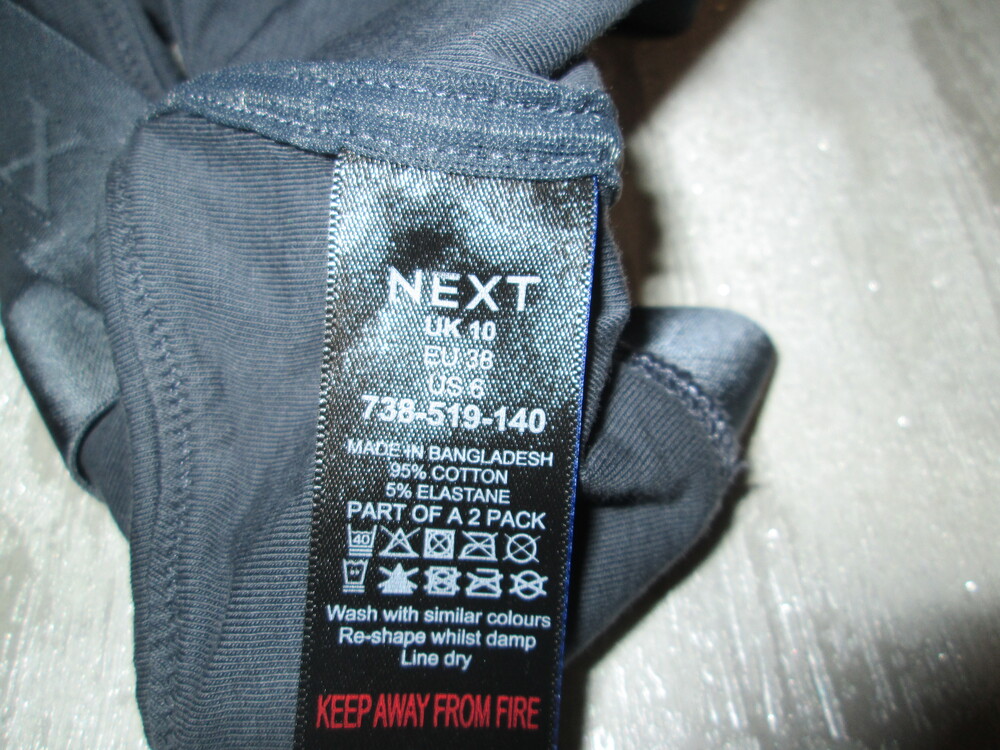 NEXT
UK 10
EU 38
US 6
738-519-140
MADE IN BANGLADESH
95% COTTON
5% ELASTANE
PART OF A 2 PACK
40
Wash with similar colours
Re-shape whilst damp
Line dry
KEEP AWAY FROM FIRE